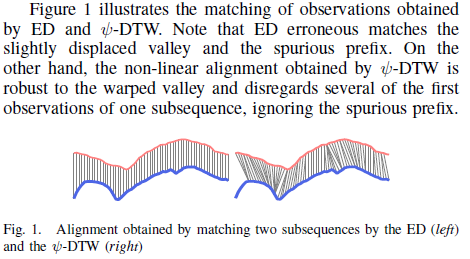 Figure 1 illustrates the matching of observations obtained
by ED and ψ-DTW. Note that ED erroneous matches the
slightly displaced valley and the spurious prefix. On the
other hand, the non-linear alignment obtained by ψ-DTW is
robust to the warped valley and disregards several of the first
observations of one subsequence, ignoring the spurious prefix.
Fig. 1. Alignment obtained by matching two subsequences by the ED (left)
and the ψ-DTW (right)